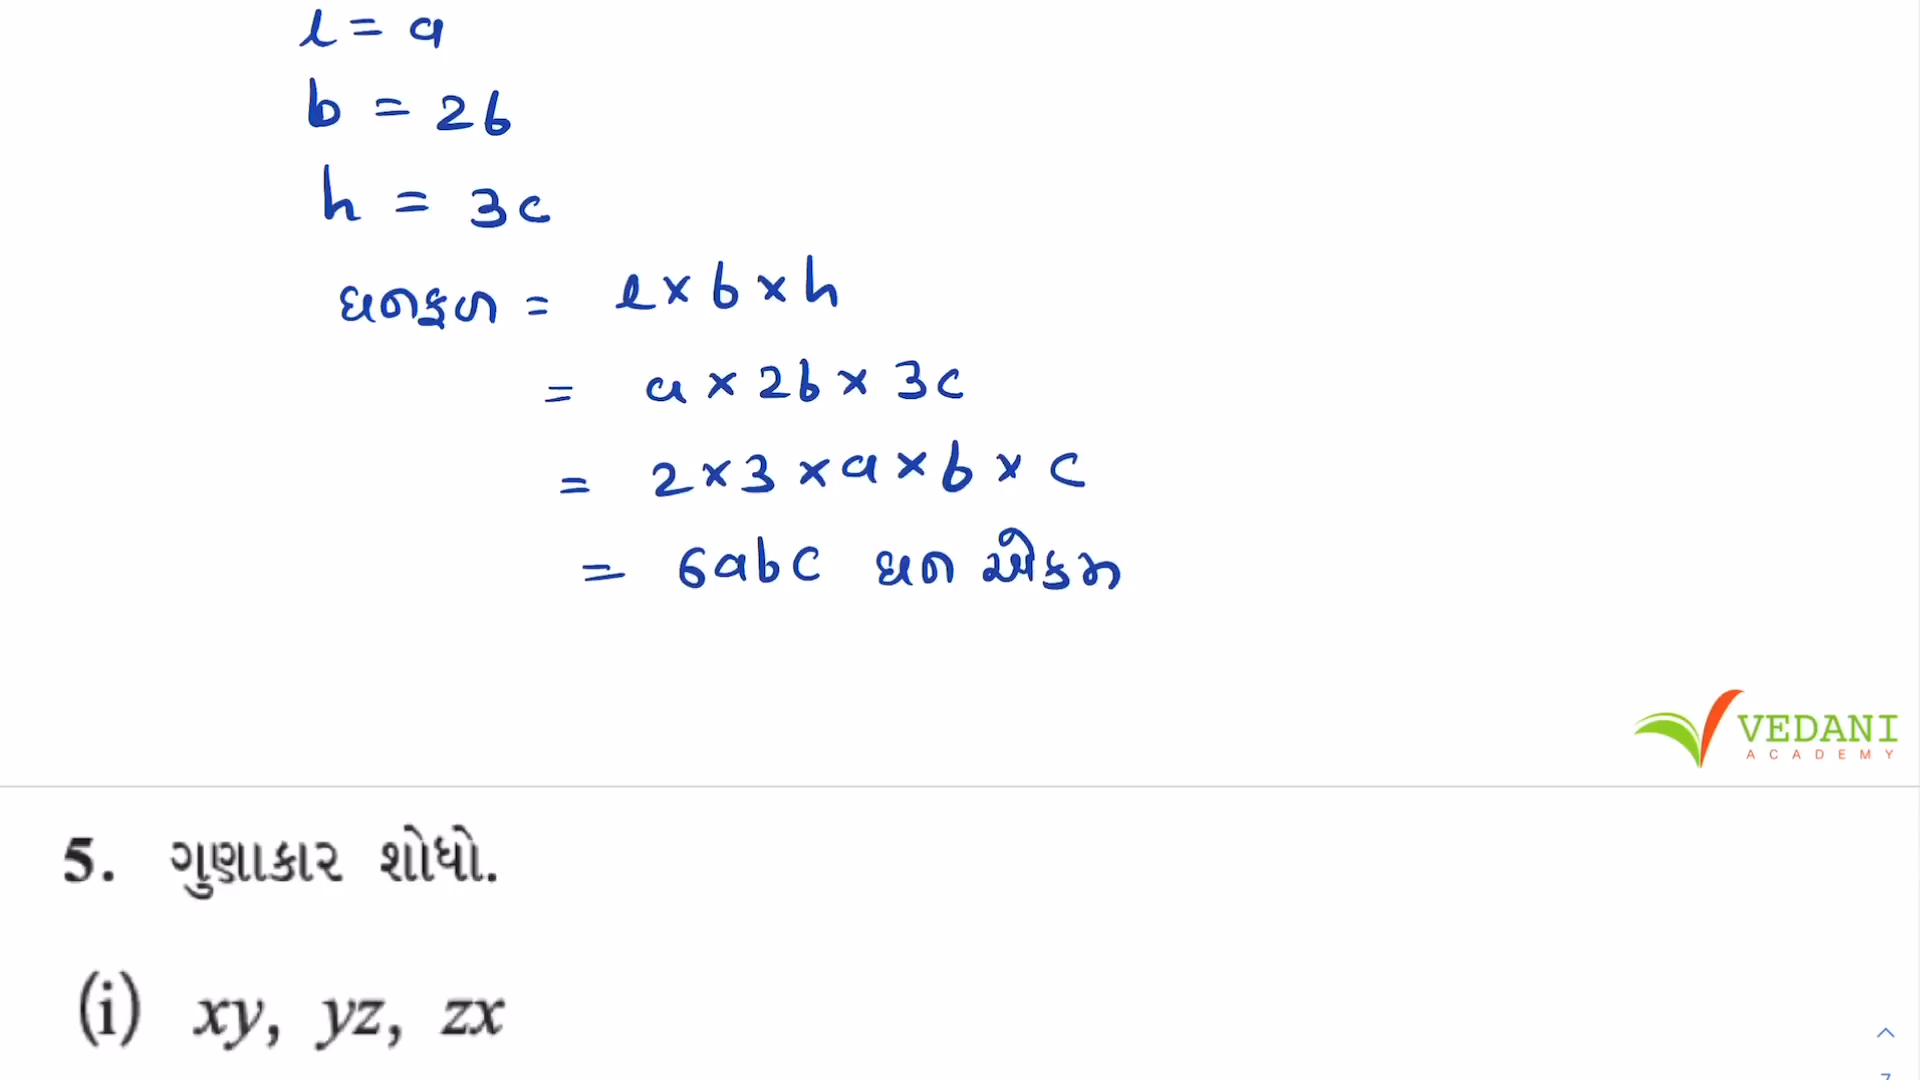 l = a
b = 2b
h = 3c
ઘનફળ = l × b × h
= a × 2b × 3c
= 2 × 3 × a × b × c
= 6abc ઘન એકમ
VEDANI
ACADEMY
5. ગુણાકાર શોધો.
(i) xy, yz, zx